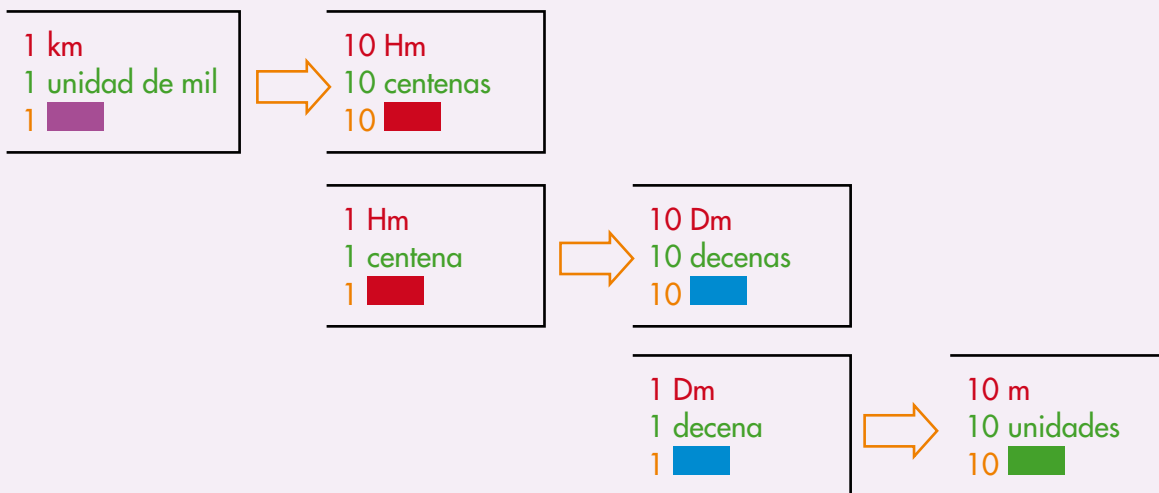 1 km
1 unidad de mil
1
10 Hm
10 centenas
10
1 Hm
1 centena
1
10 Dm
10 decenas
10
1 Dm
1 decena
1
10 m
10 unidades
10